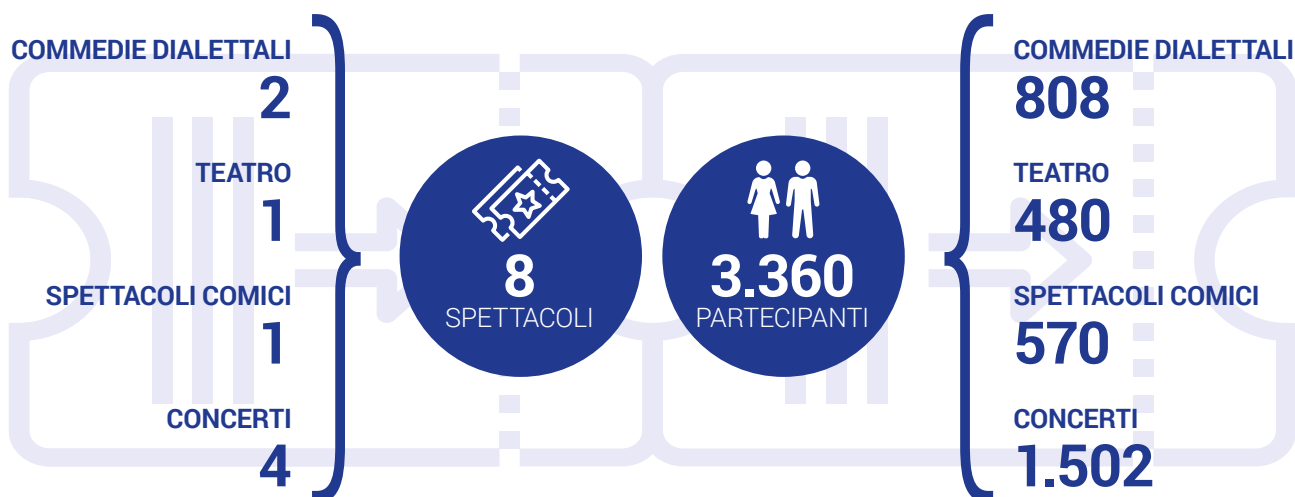 COMMEDIE DIALETTALI
2
TEATRO
1
SPETTACOLI COMICI
1
CONCERTI
4
8
SPETTACOLI
3.360
PARTECIPANTI
COMMEDIE DIALETTALI
808
TEATRO
480
SPETTACOLI COMICI
570
CONCERTI
1.502